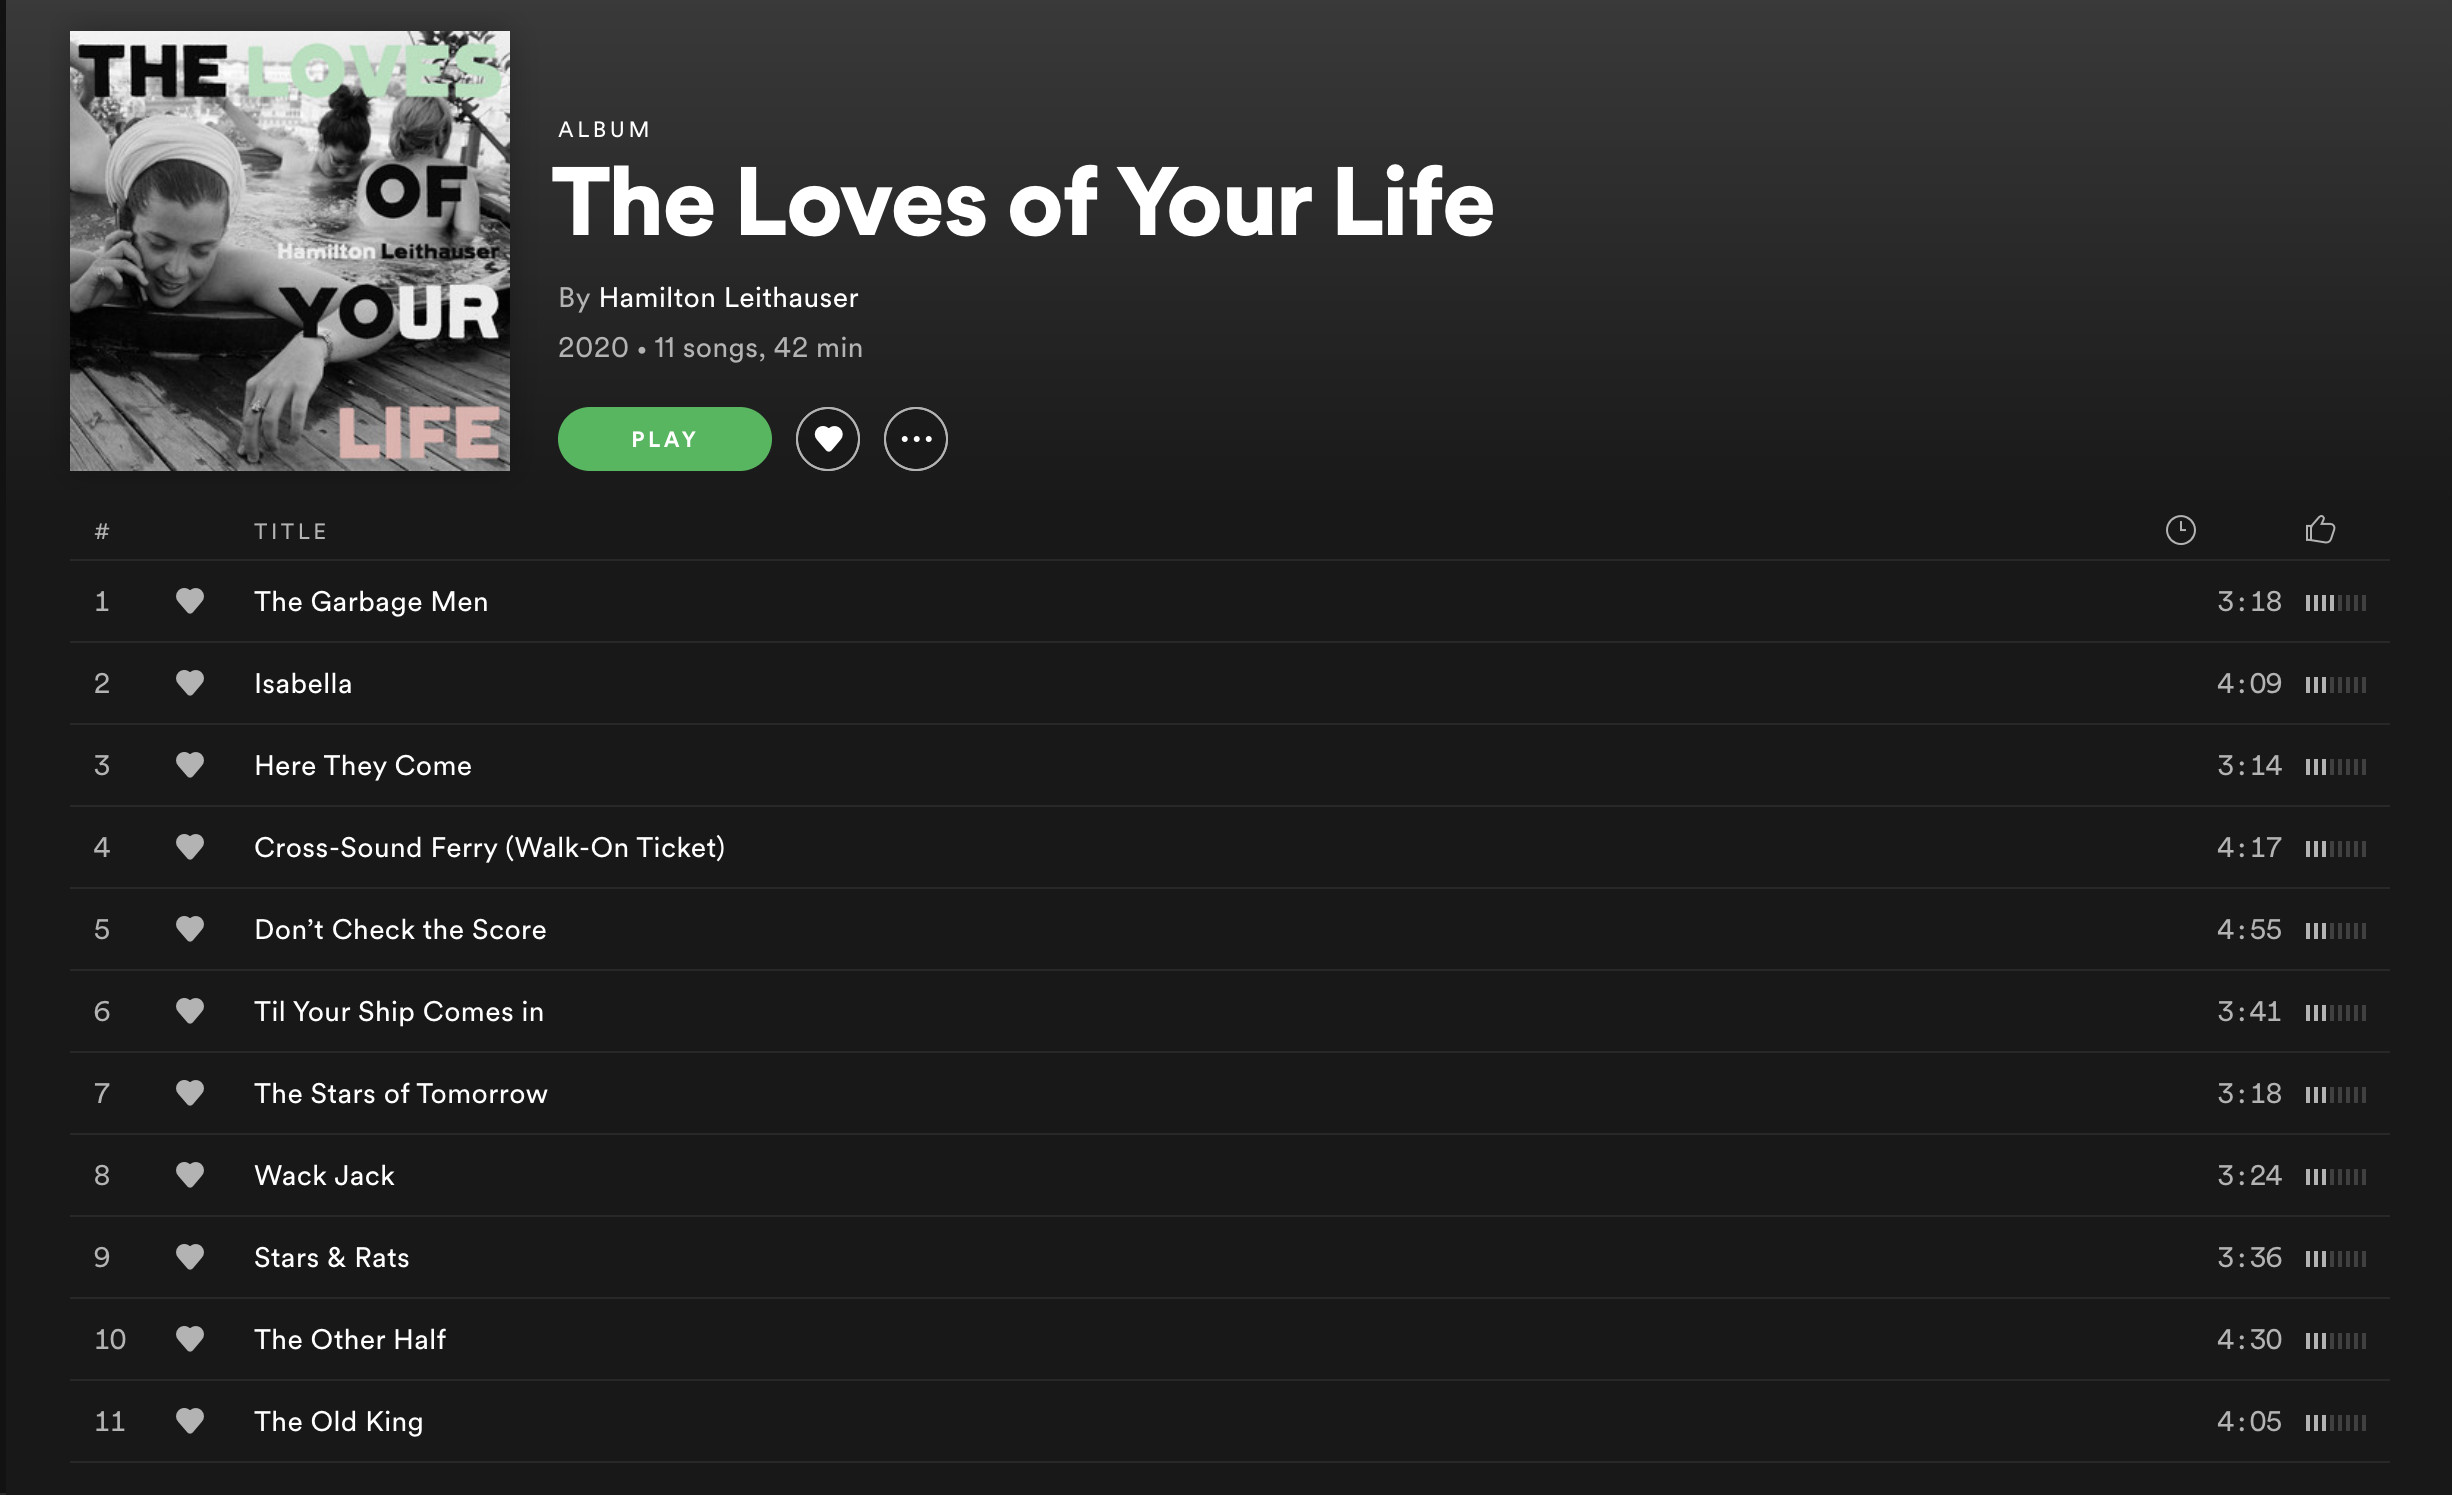 THE LOVES
OF
Hamilton Leithauser
YOUR
LIFE
ALBUM
The Loves of Your Life
By Hamilton Leithauser
2020 • 11 songs, 42 min
PLAY
# TITLE
1 The Garbage Men 3:18
2 Isabella 4:09
3 Here They Come 3:14
4 Cross-Sound Ferry (Walk-On Ticket) 4:17
5 Don’t Check the Score 4:55
6 Til Your Ship Comes in 3:41
7 The Stars of Tomorrow 3:18
8 Wack Jack 3:24
9 Stars & Rats 3:36
10 The Other Half 4:30
11 The Old King 4:05